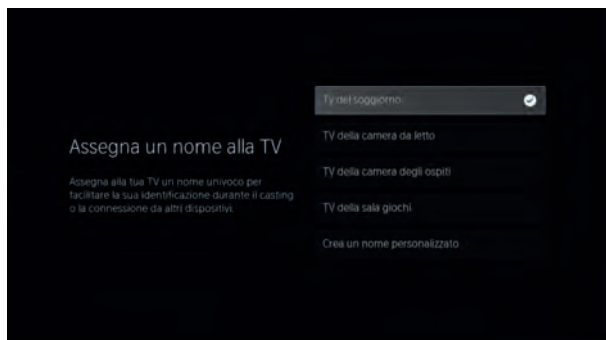 Assegna un nome alla TV
Assegna alla tua TV un nome univoco per
facilitare la sua identificazione durante il casting
o la connessione da altri dispositivi.
TV del soggiorno
TV della camera da letto
TV della camera degli ospiti
TV della sala giochi
Crea un nome personalizzato